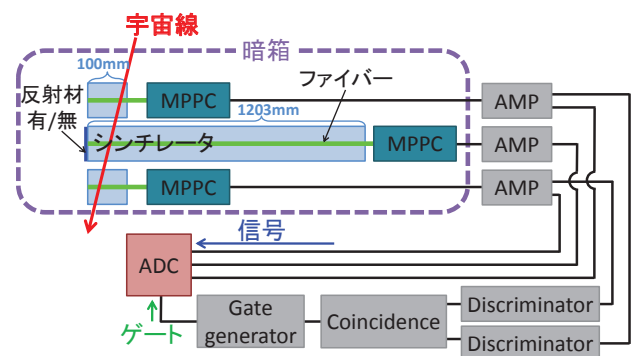 宇宙線
暗箱
100mm
反射材
有/無
MPPC
ファイバー
AMP
1203mm
シンチレータ
MPPC
AMP
MPPC
AMP
信号
ADC
ゲート
Gate
generator
Coincidence
Discriminator
Discriminator